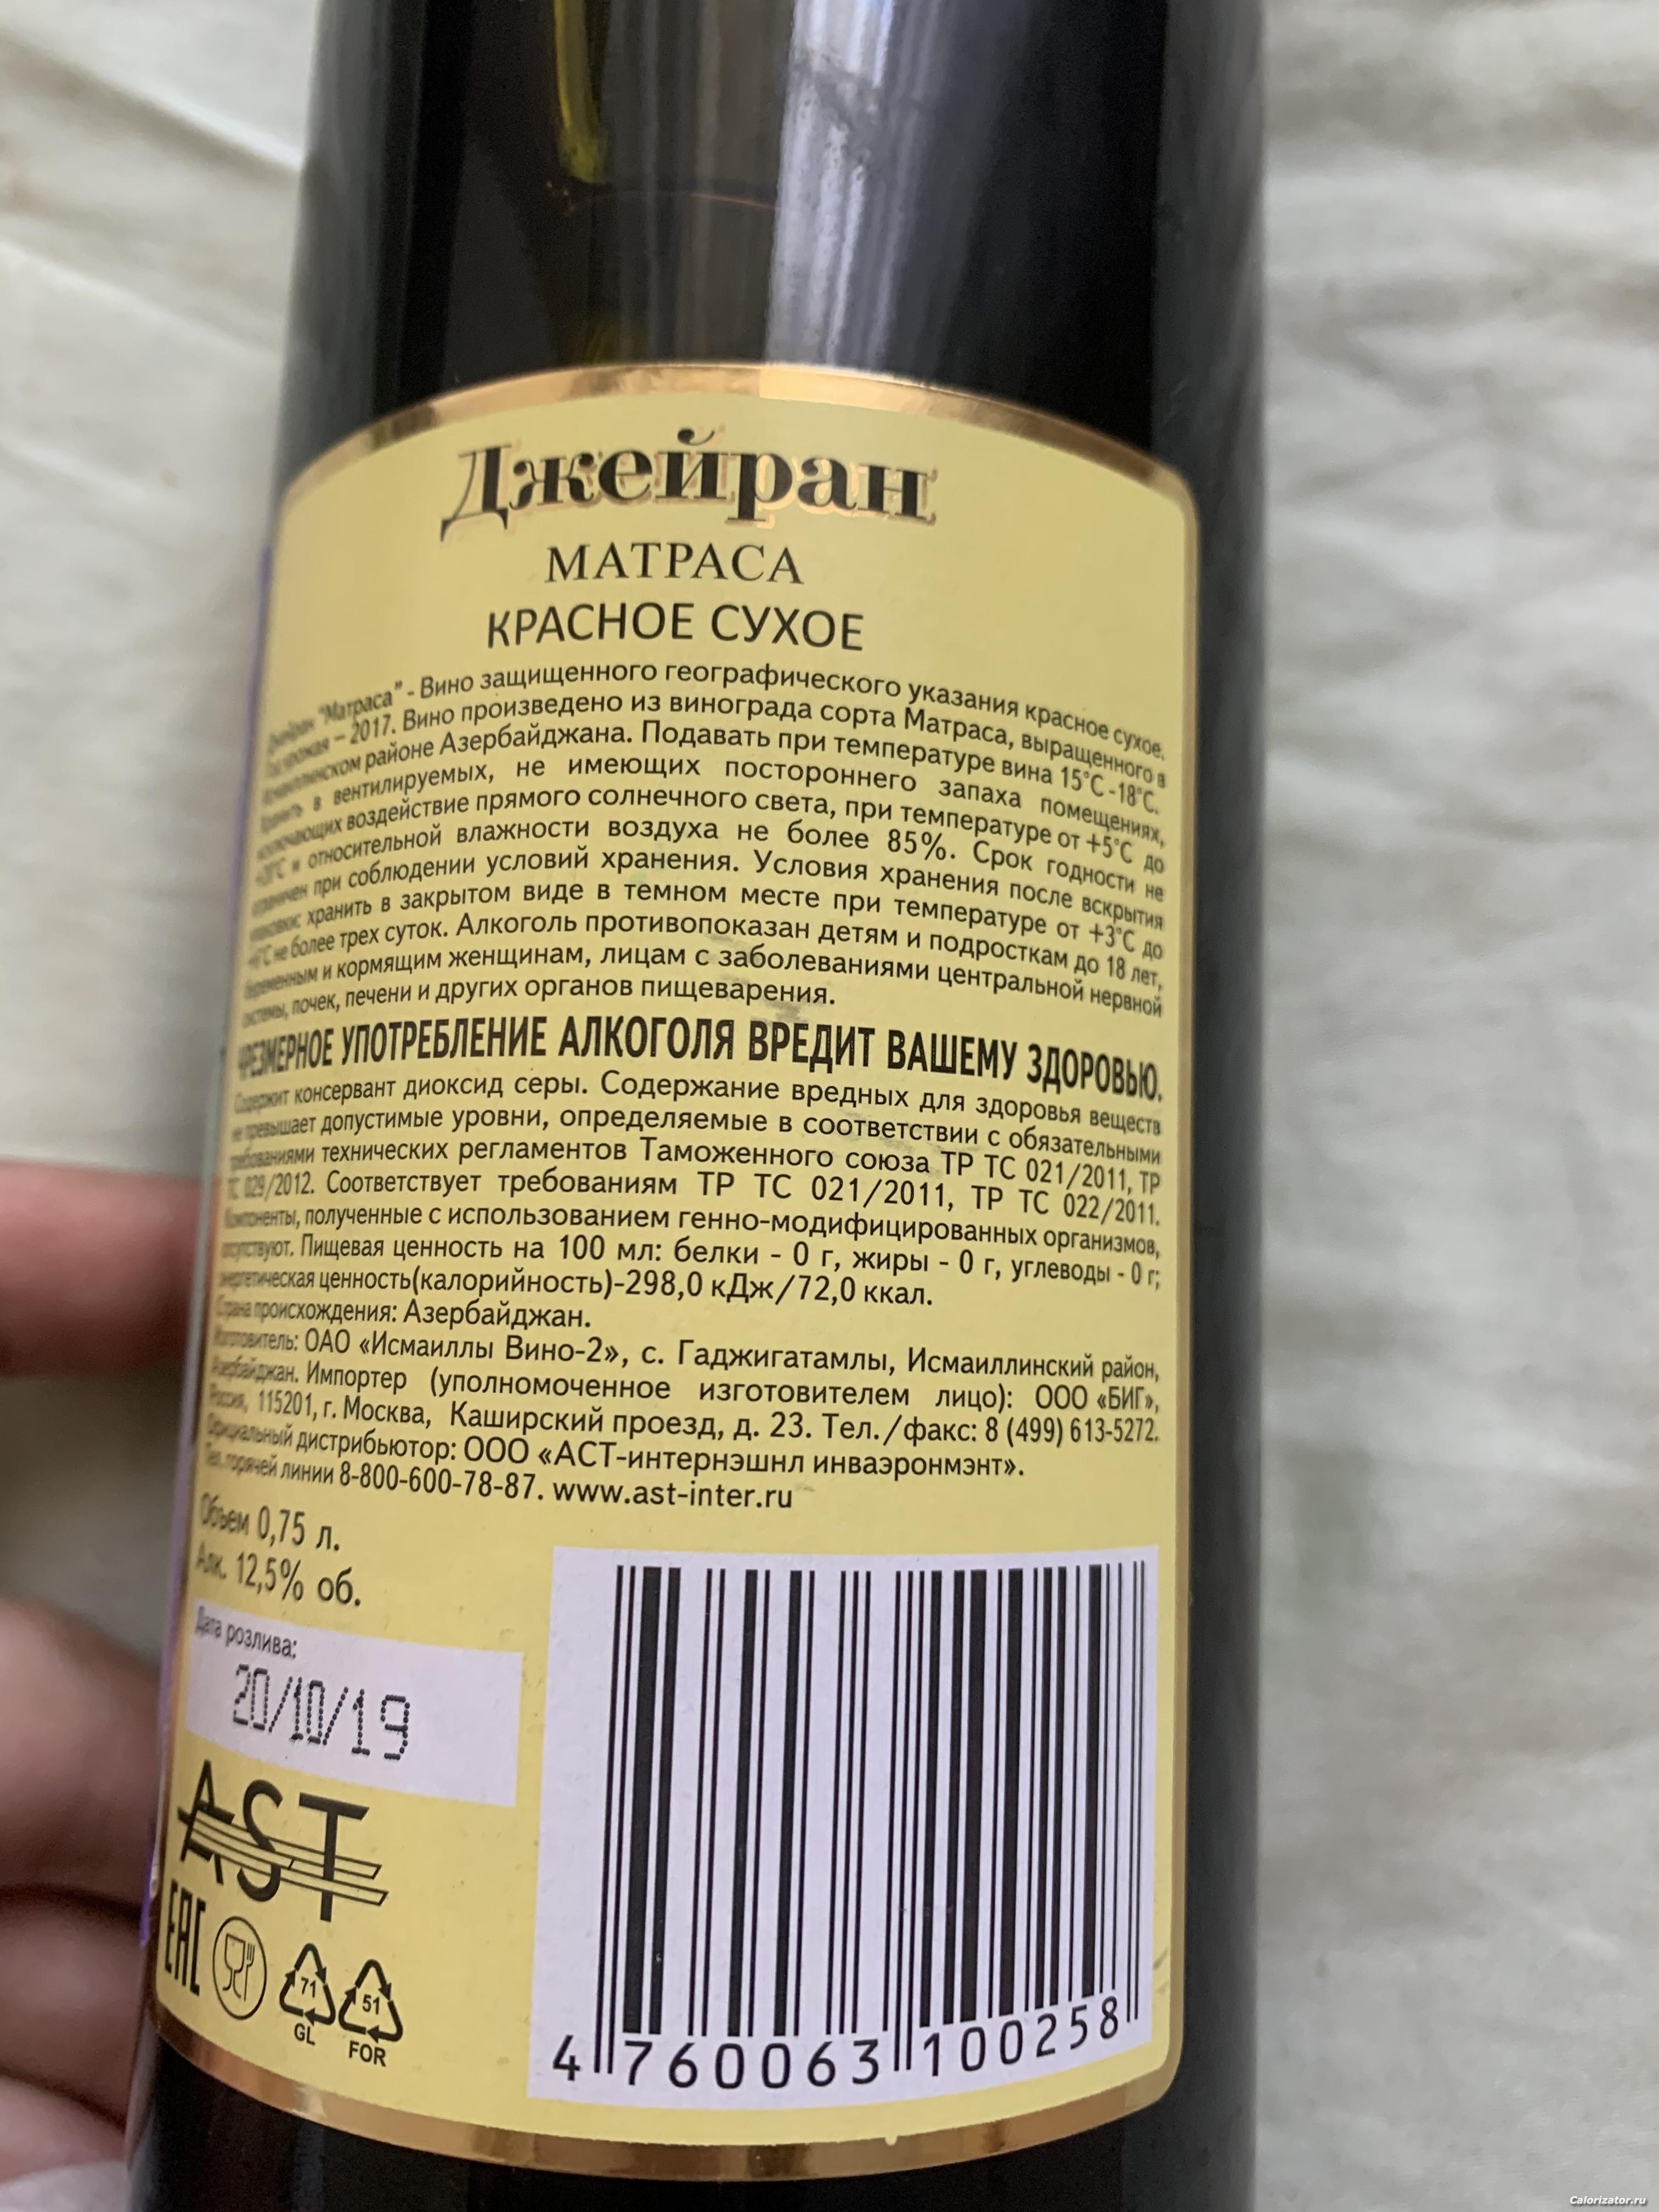 Джейран
МАТРАСА
КРАСНОЕ СУХОЕ
Джейран "Матраса" - Вино защищенного географического указания красное сухое.
Год урожая – 2017. Вино произведено из винограда сорта Матраса, выращенного в
Исмаиллинском районе Азербайджана. Подавать при температуре вина 15°C-18°C.
Хранить в вентилируемых, не имеющих постороннего запаха помещениях,
исключающих воздействие прямого солнечного света, при температуре от +5°C до
+20°C и относительной влажности воздуха не более 85%. Срок годности не
ограничен при соблюдении условий хранения. Условия хранения после вскрытия
упаковки: хранить в закрытом виде в темном месте при температуре от +3°C до
не более трех суток. Алкоголь противопоказан детям и подросткам до 18 лет,
беременным и кормящим женщинам, лицам с заболеваниями центральной нервной
системы, почек, печени и других органов пищеварения.
ЧРЕЗМЕРНОЕ УПОТРЕБЛЕНИЕ АЛКОГОЛЯ ВРЕДИТ ВАШЕМУ ЗДОРОВЬЮ.
Содержит консервант диоксид серы. Содержание вредных для здоровья веществ
не превышает допустимые уровни, определяемые в соответствии с обязательными
требованиями технических регламентов Таможенного союза ТР ТС 021/2011, ТР
ТС 029/2012. Соответствует требованиям ТР ТС 021/2011, ТР ТС 022/2011.
Компоненты, полученные с использованием генно-модифицированных организмов,
отсутствуют. Пищевая ценность на 100 мл: белки - 0 г, жиры - 0 г, углеводы - 0 г;
энергетическая ценность(калорийность)-298,0 кДж/72,0 ккал.
Страна происхождения: Азербайджан.
Изготовитель: ОАО «Исмаиллы Вино-2», с. Гаджигатамлы, Исмаиллинский район,
Азербайджан. Импортер (уполномоченное изготовителем лицо): ООО «БИГ»,
Россия, 115201, г. Москва, Каширский проезд, д. 23. Тел./факс: 8 (499) 613-5272.
Официальный дистрибьютор: ООО «АСТ-интернэшнл инваэронмэнт».
Тел. горячей линии 8-800-600-78-87. www.ast-inter.ru
Объем 0,75 л.
Алк. 12,5% об.
Дата розлива:
20/10/19
AST
EAC
71
GL
51
FOR
4 760063 100258
Calorizator.ru